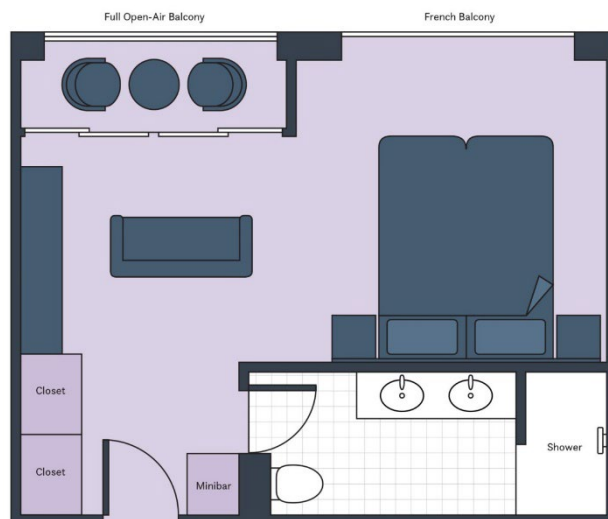 Full Open-Air Balcony
French Balcony
Closet
Closet
Minibar
Shower